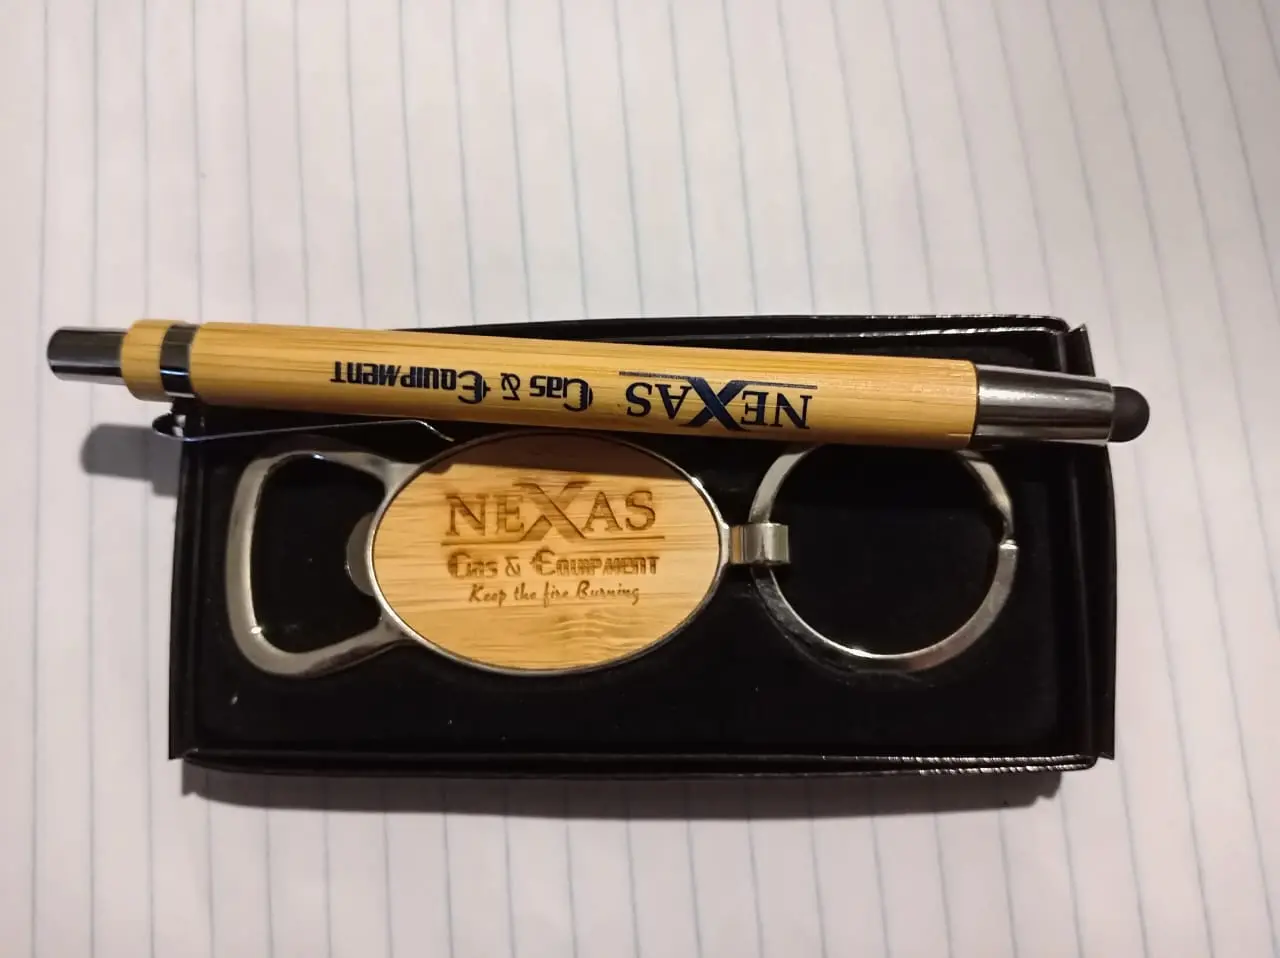 NEXAS
Gas & Equipment
NEXAS
Gas & Equipment
Keep the fire Burning